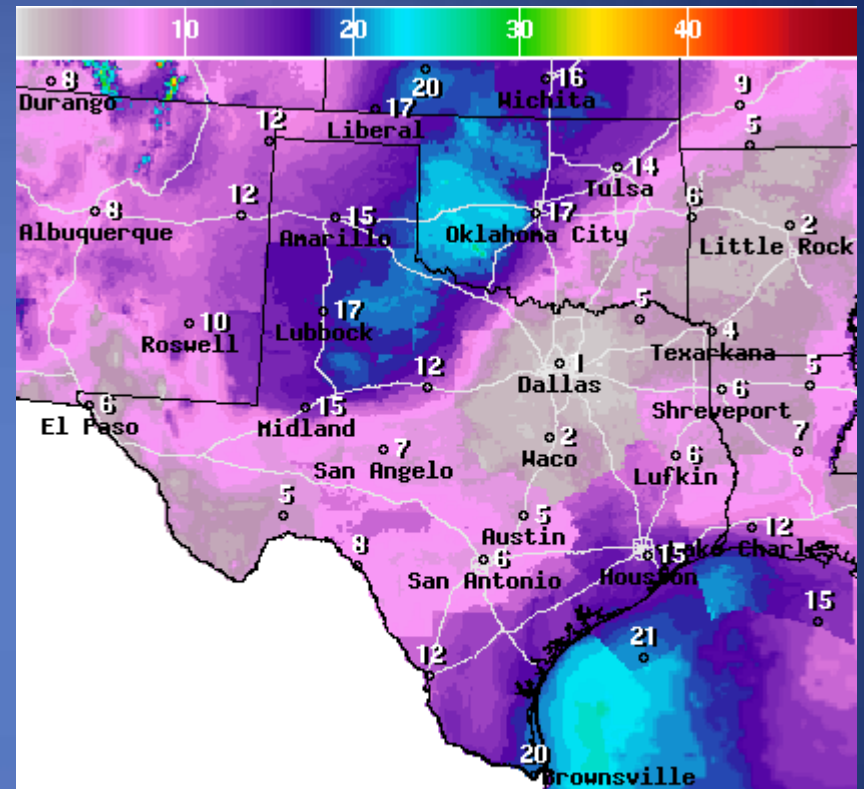 10 20 30 40
8 20 16 9
Durango Wichita
17
12 Liberal 5
14
Tulsa
8 12 15 17 6 2
Albuquerque Amarillo Oklahoma City Little Rock
10 17 5 4
Roswell Lubbock Texarkana
1
12 Dallas 6 5
6 15 Shreveport
El Paso Midland
7 2 6 7
San Angelo Waco Lufkin
5 5 12
Austin
8 6 15 Lake Charl
San Antonio Houston
15
12 21
20
Brownsville